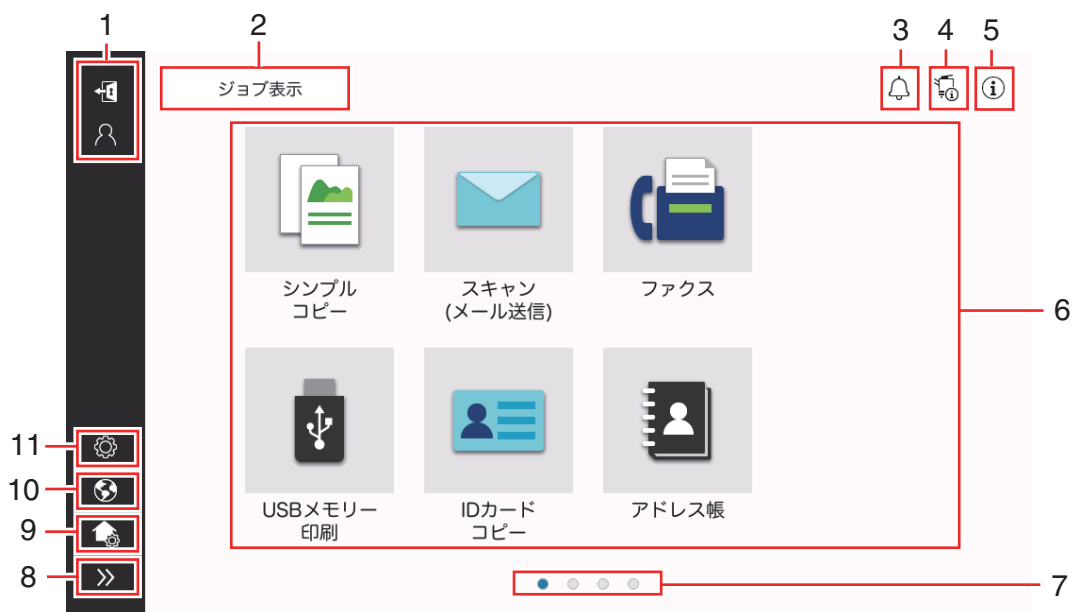 1
2
3
4
5
ジョブ表示
シンプル
コピー
スキャン
(メール送信)
ファクス
6
11
10
USBメモリー
印刷
IDカード
コピー
アドレス帳
9
8
7